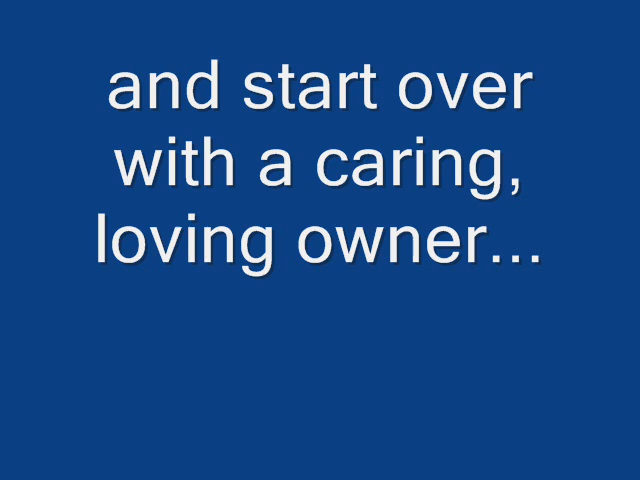 and start over
with a caring,
loving owner...